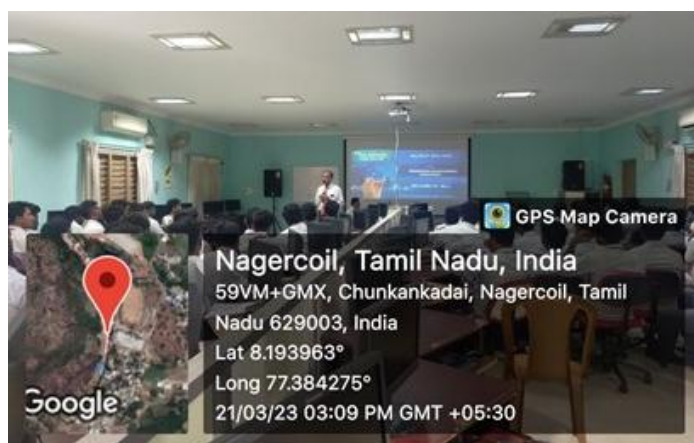 GPS Map Camera
Nagercoil, Tamil Nadu, India
59VM+GMX, Chunkankadai, Nagercoil, Tamil
Nadu 629003, India
Lat 8.193963°
Long 77.384275°
21/03/23 03:09 PM GMT +05:30
Google